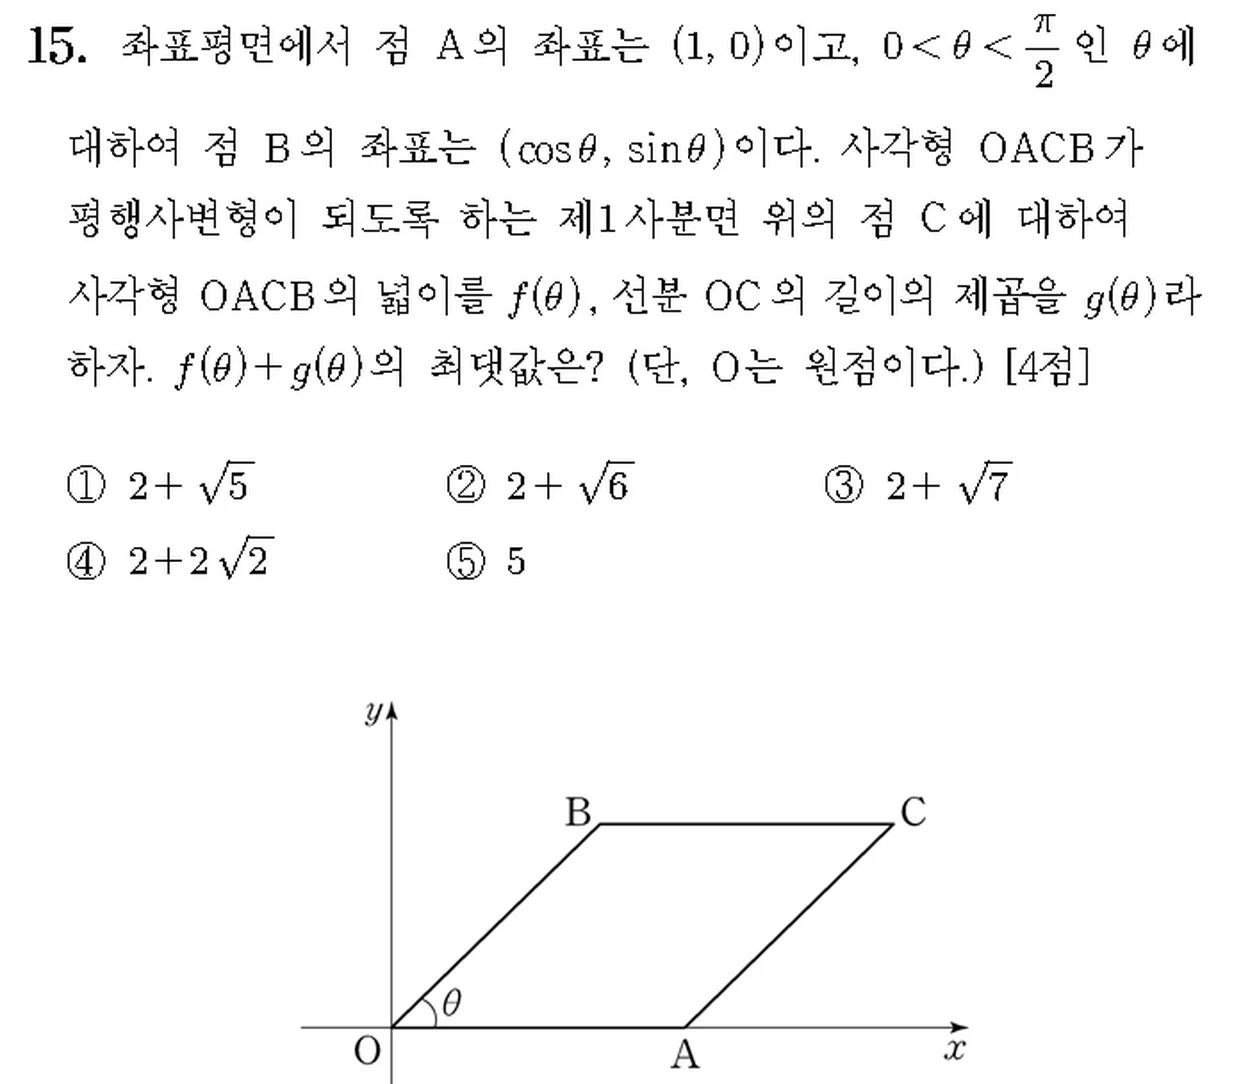 15. 좌표평면에서 점 A의 좌표는 (1, 0)이고, 0<θ<π/2인 θ에
대하여 점 B의 좌표는 (cosθ, sinθ)이다. 사각형 OACB가
평행사변형이 되도록 하는 제1사분면 위의 점 C에 대하여
사각형 OACB의 넓이를 f(θ), 선분 OC의 길이의 제곱을 g(θ)라
하자. f(θ)+g(θ)의 최댓값은? (단, O는 원점이다.) [4점]
① 2+√5 ② 2+√6 ③ 2+√7
④ 2+2√2 ⑤ 5
y
B C
θ
O A x